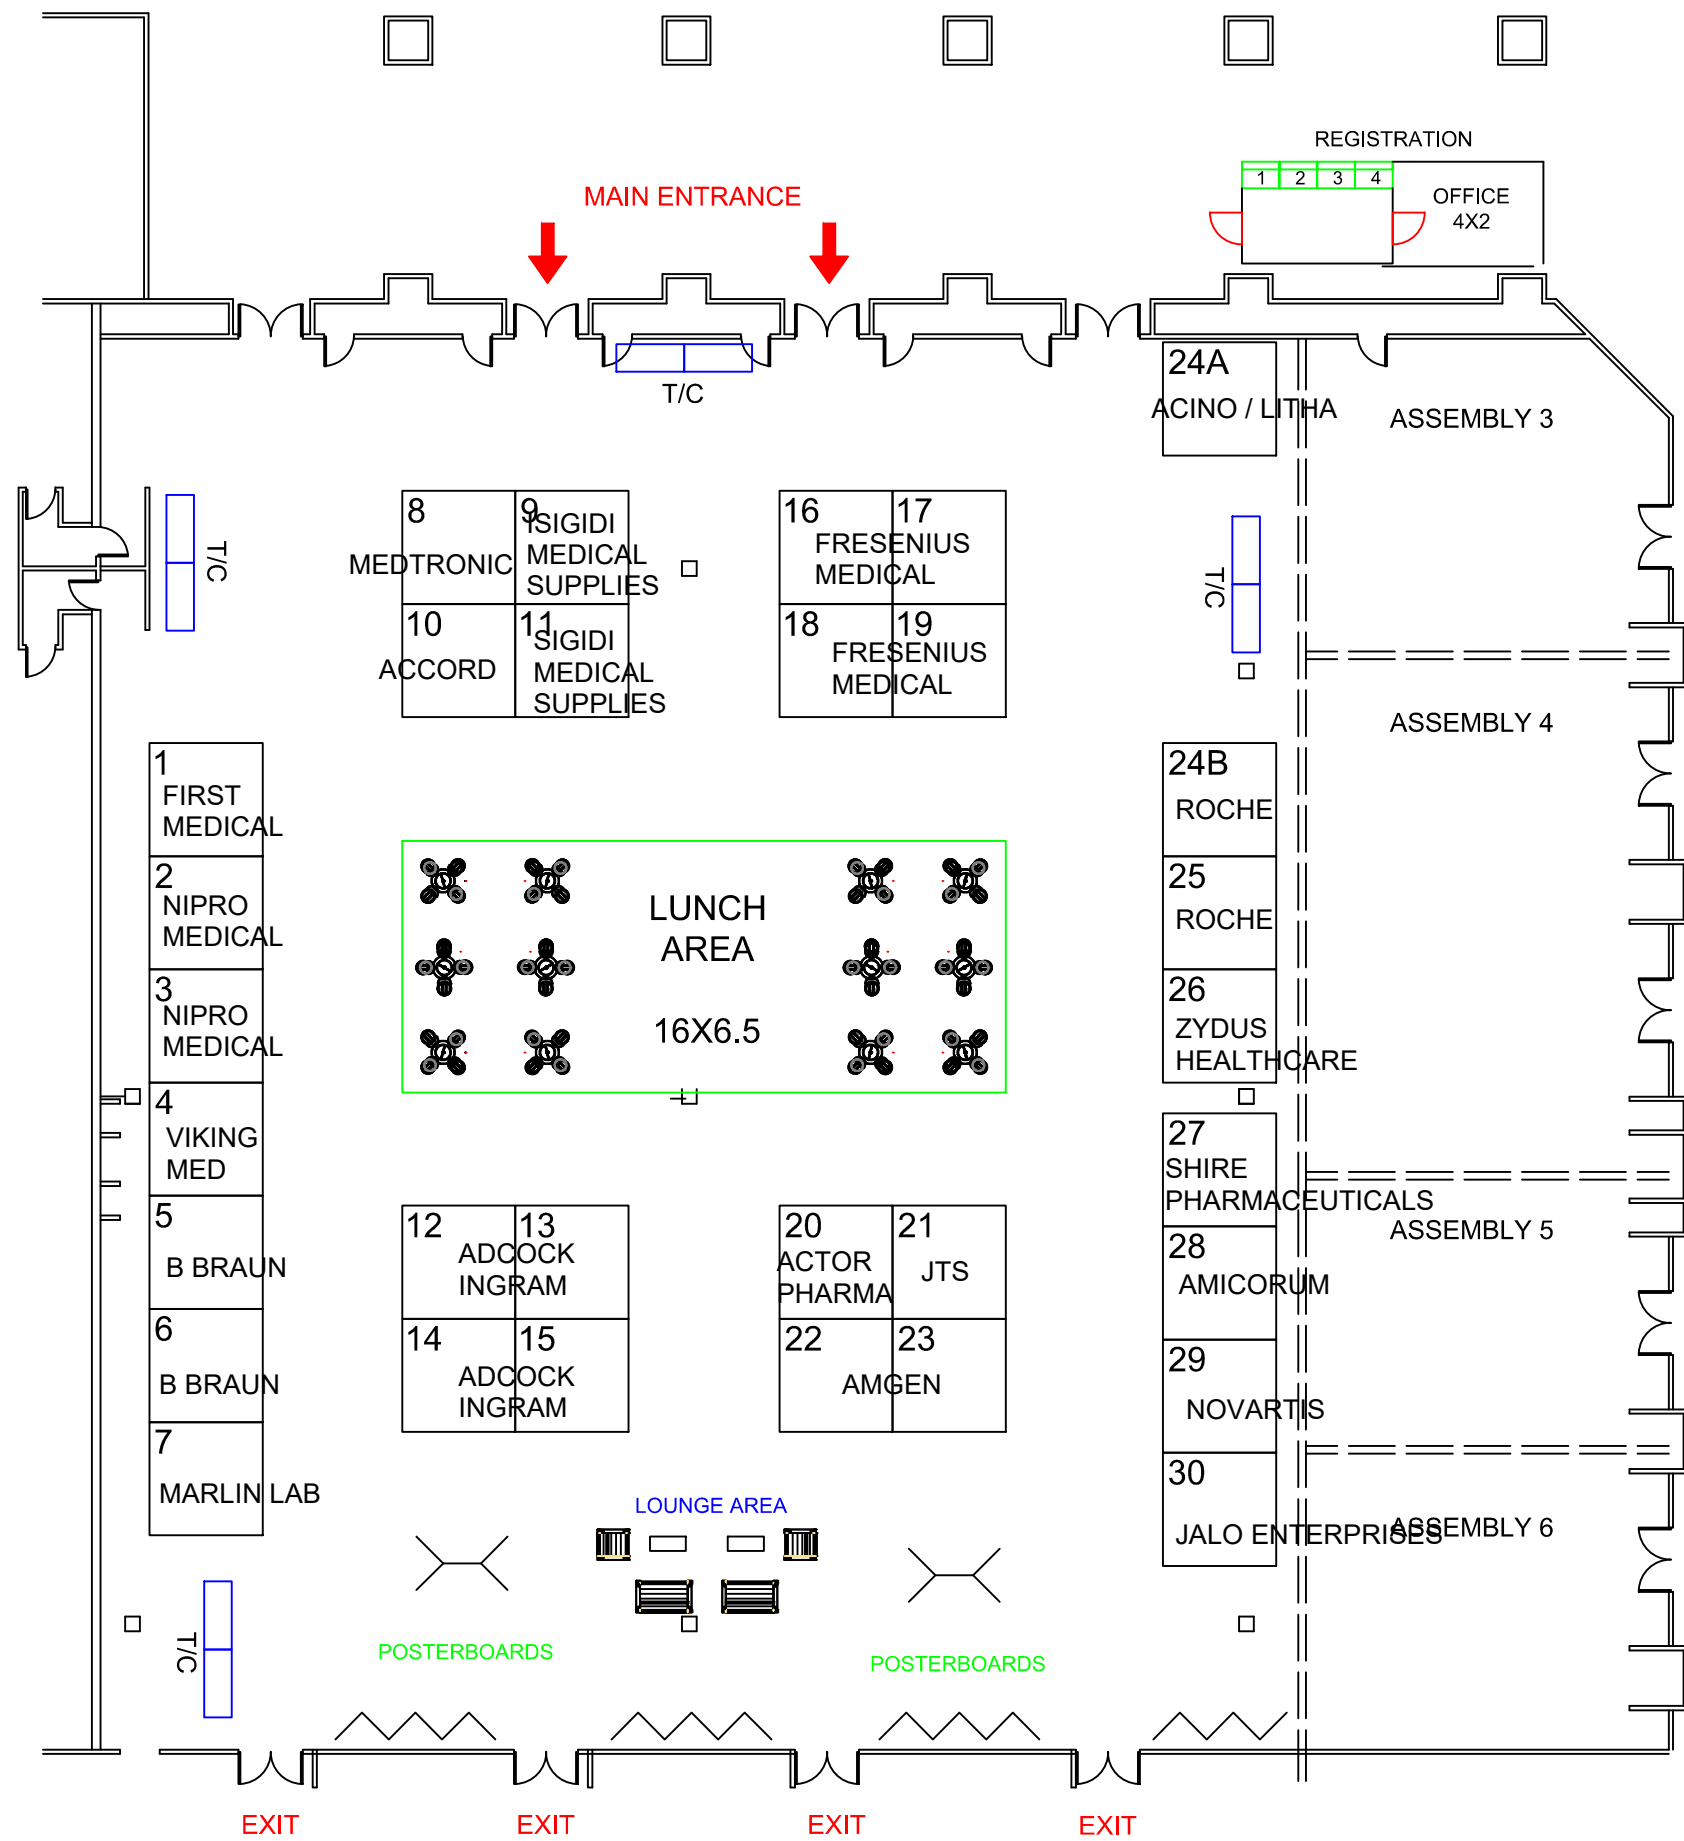 REGISTRATION
1 2 3 4
OFFICE
4X2
MAIN ENTRANCE
T/C
24A
ACINO / LITHA
ASSEMBLY 3
8
MEDTRONIC
9
ISIGIDI
MEDICAL
SUPPLIES
16 17
FRESENIUS
MEDICAL
T/C
T/C
10
ACCORD
11
SIGIDI
MEDICAL
SUPPLIES
18 19
FRESENIUS
MEDICAL
ASSEMBLY 4
1
FIRST
MEDICAL
2
NIPRO
MEDICAL
3
NIPRO
MEDICAL
4
VIKING
MED
5
B BRAUN
6
B BRAUN
7
MARLIN LAB
LUNCH
AREA
16X6.5
24B
ROCHE
25
ROCHE
26
ZYDUS
HEALTHCARE
27
SHIRE
PHARMACEUTICALS
28
AMICORUM
29
NOVARTIS
30
JALO ENTERPRISES
ASSEMBLY 5
ASSEMBLY 6
12 13
ADCOCK
INGRAM
14 15
ADCOCK
INGRAM
20
ACTOR
PHARMA
21
JTS
22 23
AMGEN
LOUNGE AREA
T/C
POSTERBOARDS
POSTERBOARDS
EXIT
EXIT
EXIT
EXIT